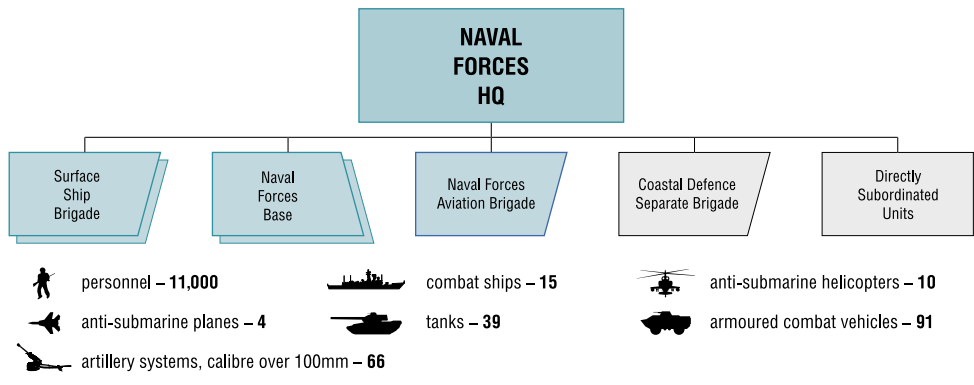 NAVAL
FORCES
HQ
Surface
Ship
Brigade
Naval
Forces
Base
Naval Forces
Aviation Brigade
Coastal Defence
Separate Brigade
Directly
Subordinated
Units
personnel – 11,000
combat ships – 15
anti-submarine helicopters – 10
anti-submarine planes – 4
tanks – 39
armoured combat vehicles – 91
artillery systems, calibre over 100mm – 66